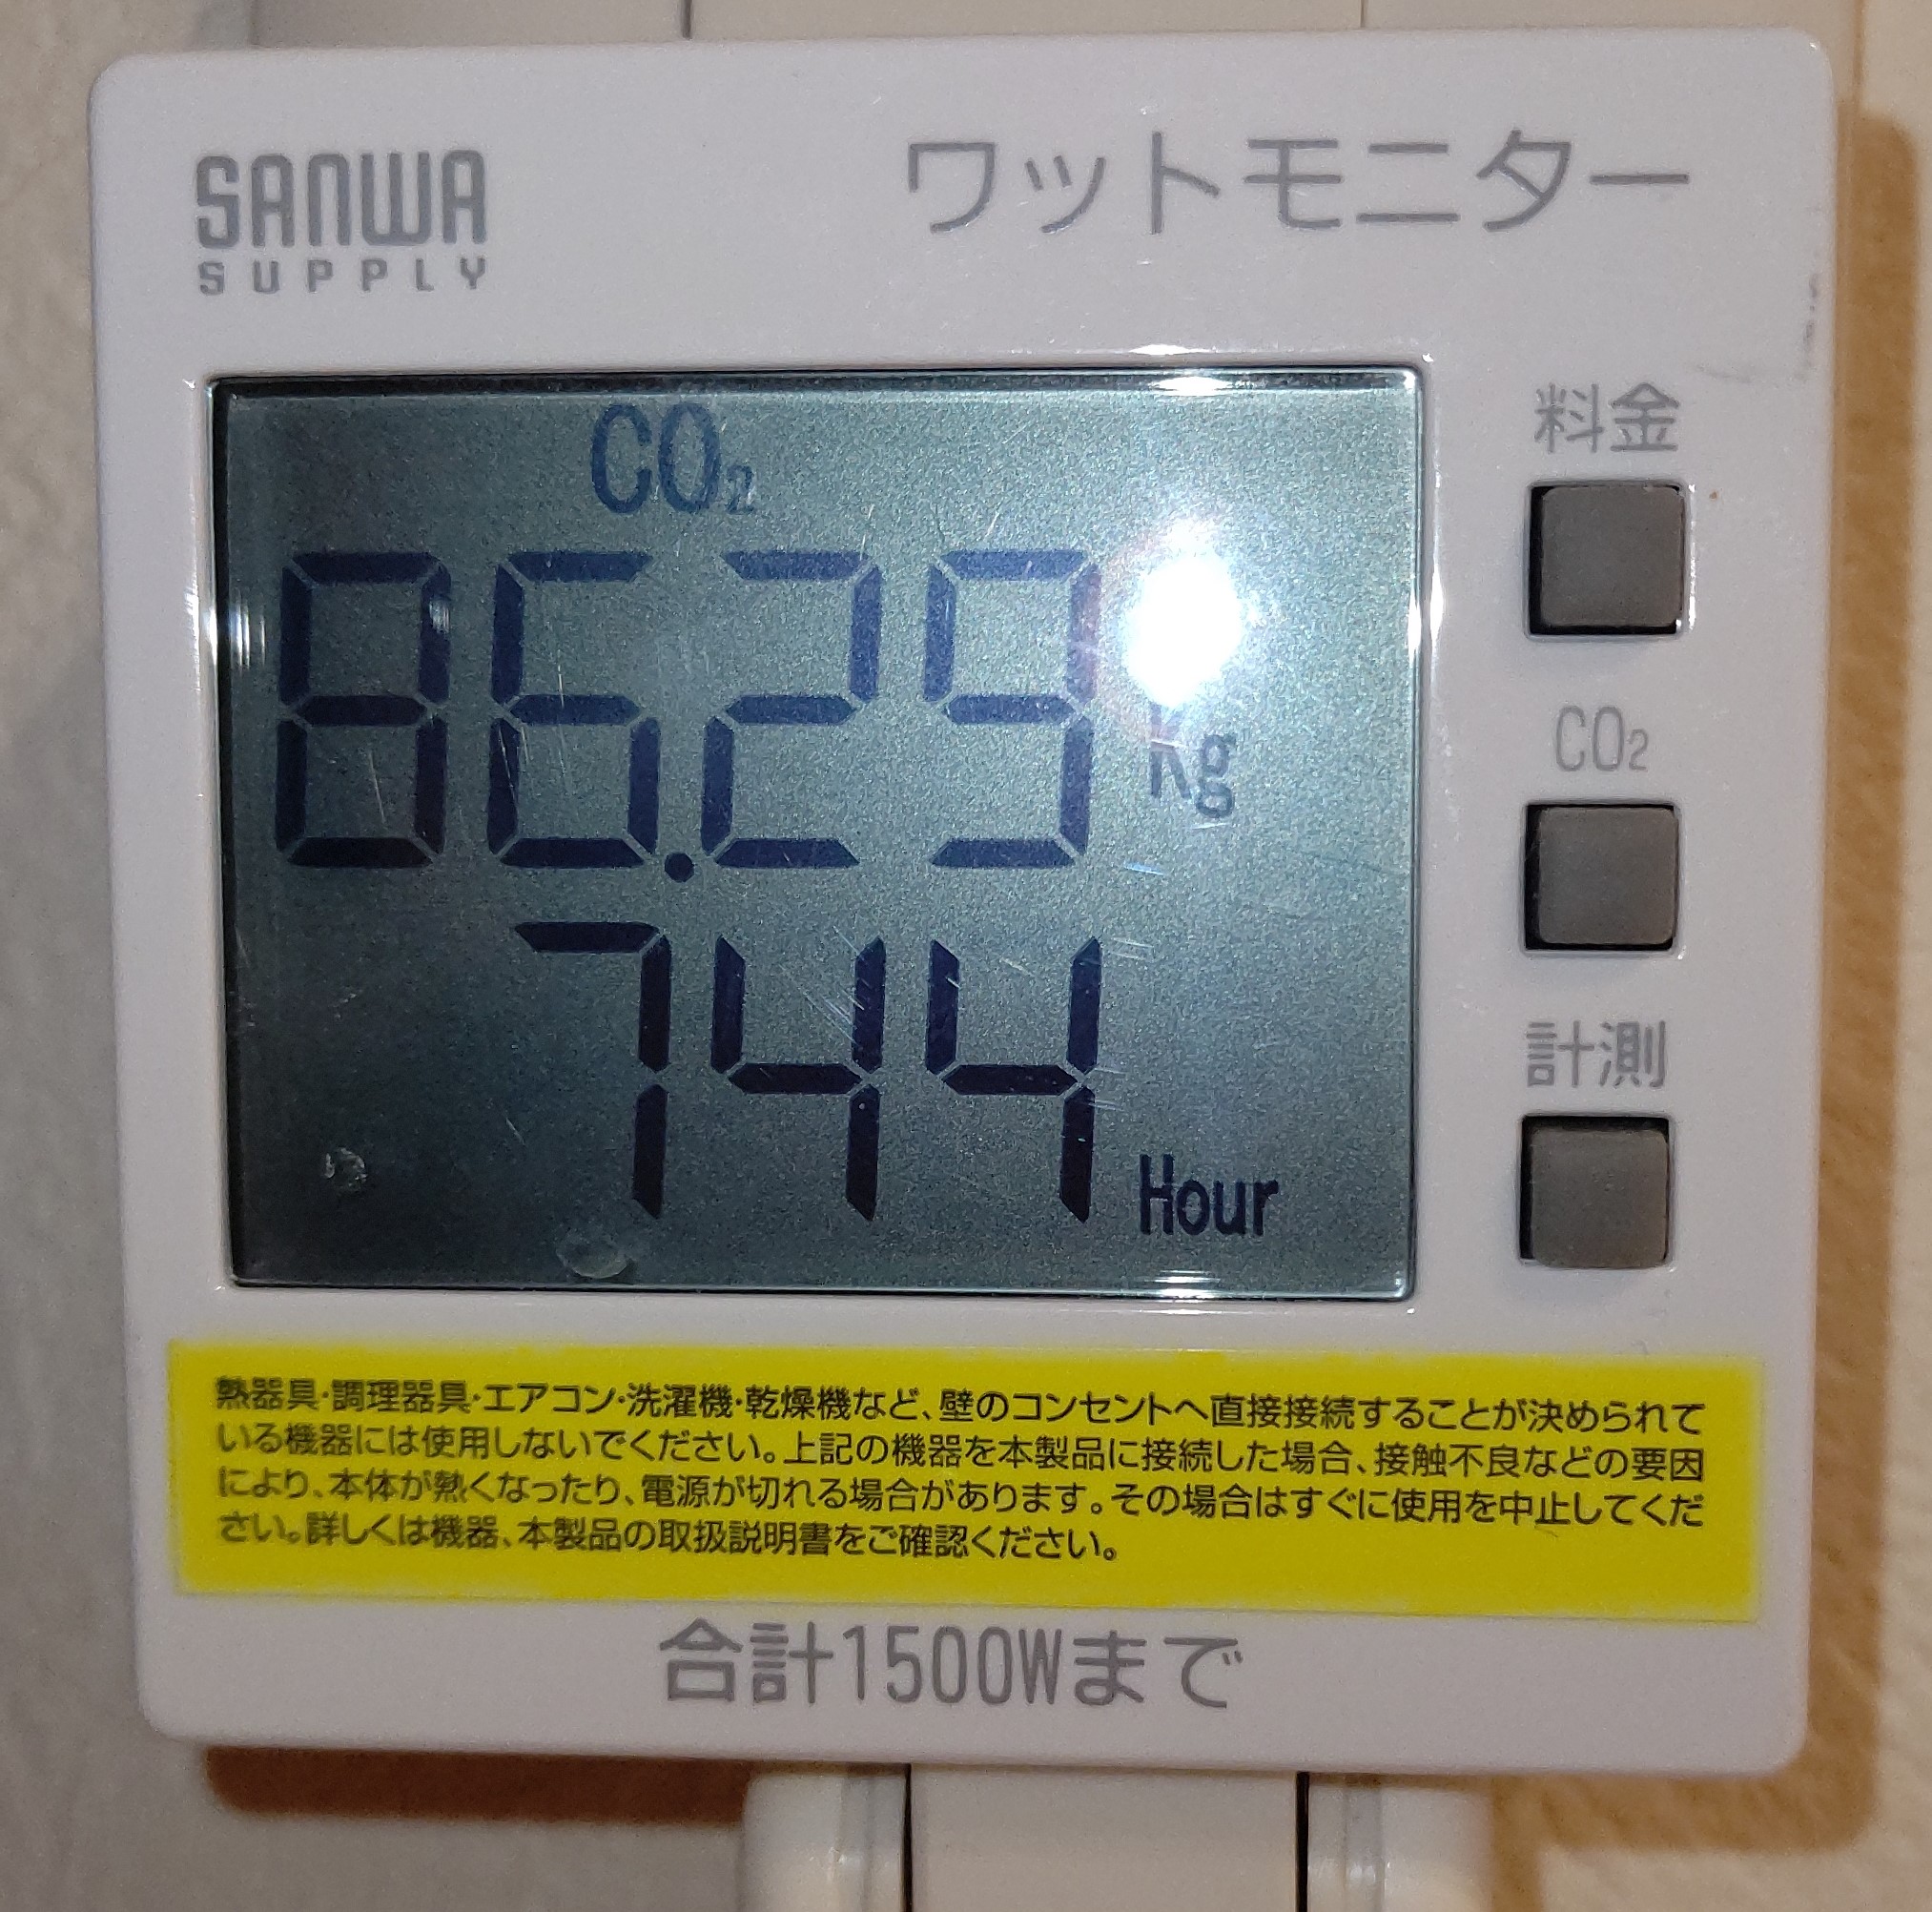 SANWA
SUPPLY
ワットモニター
料金
CO₂
86.29 Kg
CO₂
744 Hour
計測
熱器具・調理器具・エアコン・洗濯機・乾燥機など、壁のコンセントへ直接接続することが決められて
いる機器には使用しないでください。上記の機器を本製品に接続した場合、接触不良などの要因
により、本体が熱くなったり、電源が切れる場合があります。その場合はすぐに使用を中止してくだ
さい。詳しくは機器、本製品の取扱説明書をご確認ください。
合計1500Wまで